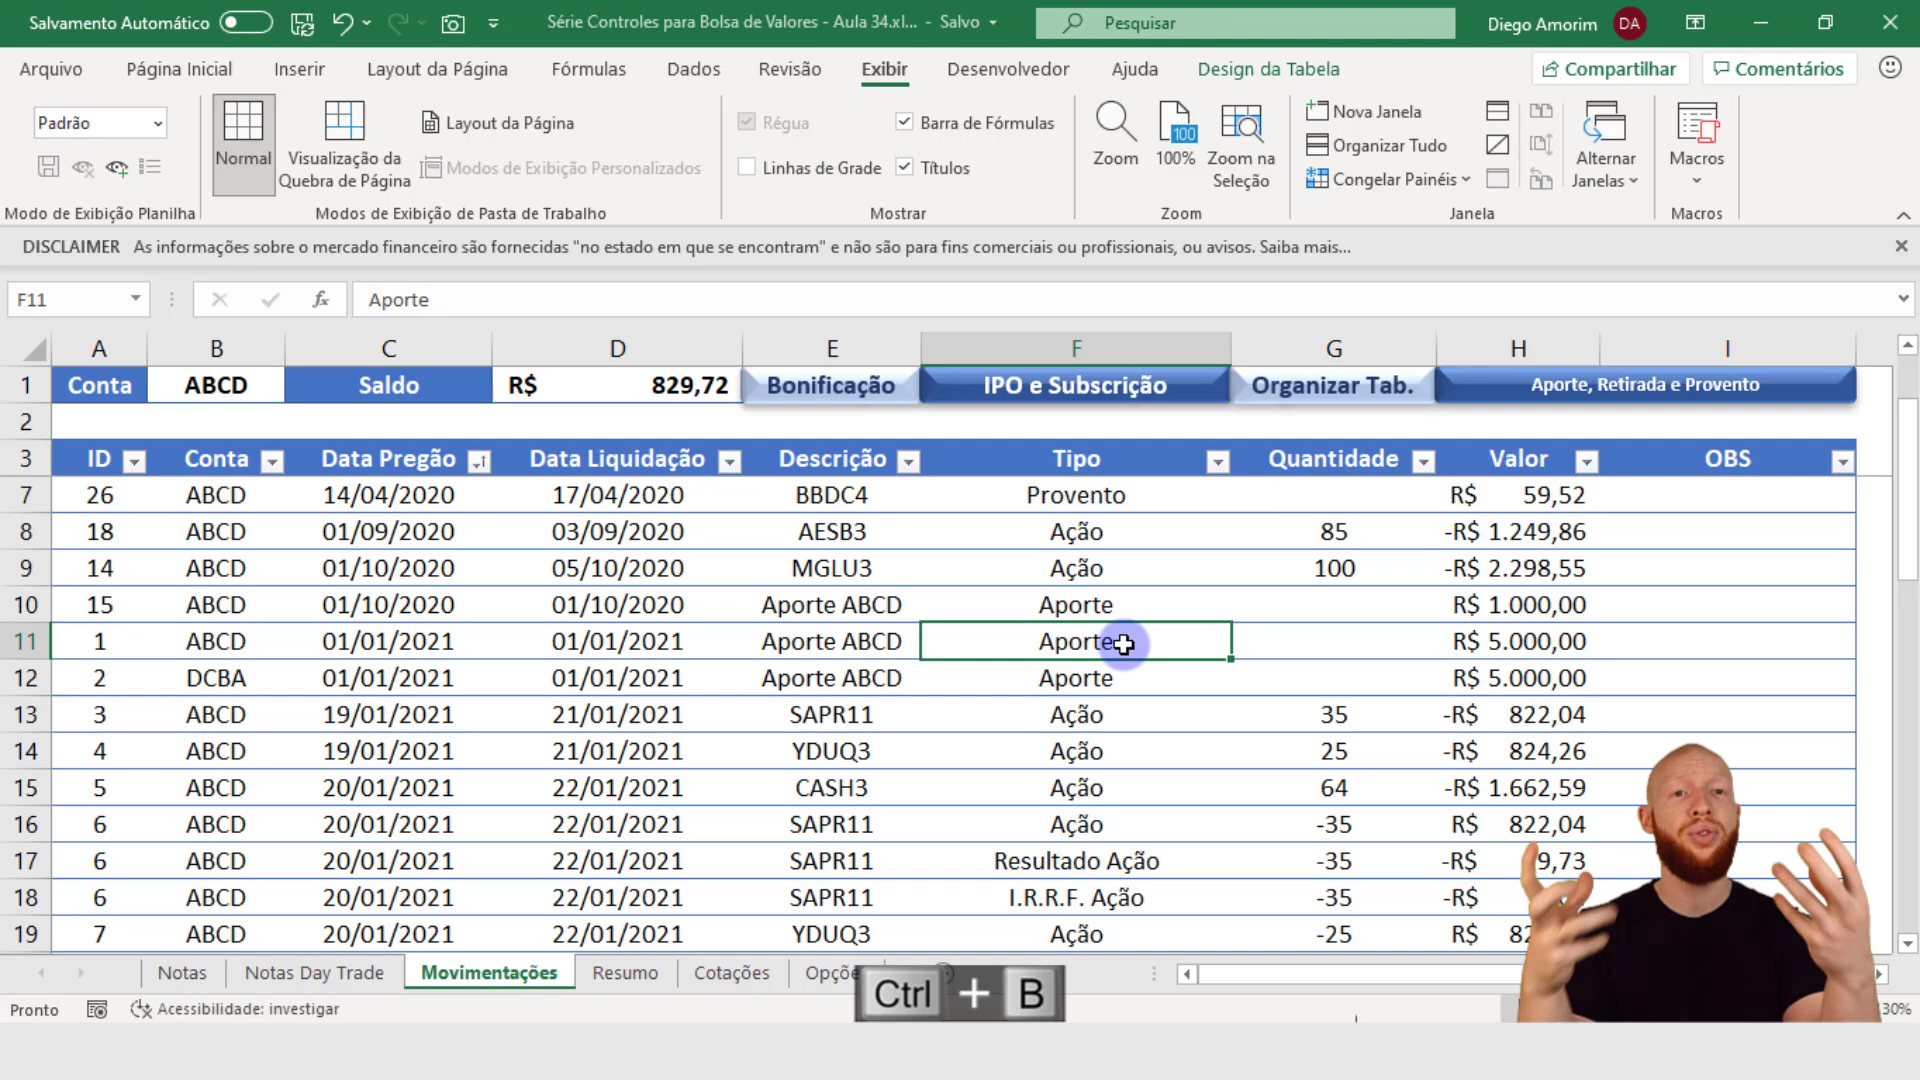 Salvamento Automático
Série Controles para Bolsa de Valores - Aula 34.xl... - Salvo
Pesquisar
Diego Amorim
DA
Arquivo Página Inicial Inserir Layout da Página Fórmulas Dados Revisão Exibir Desenvolvedor Ajuda Design da Tabela
Compartilhar
Comentários
Padrão
Normal
Visualização da
Quebra de Página
Layout da Página
Modos de Exibição Personalizados
Régua
Barra de Fórmulas
Linhas de Grade
Títulos
Zoom
100
100%
Zoom na
Seleção
Nova Janela
Organizar Tudo
Congelar Painéis
Alternar
Janelas
Macros
Modo de Exibição Planilha
Modos de Exibição de Pasta de Trabalho
Mostrar
Zoom
Janela
Macros
DISCLAIMER As informações sobre o mercado financeiro são fornecidas "no estado em que se encontram" e não são para fins comerciais ou profissionais, ou avisos. Saiba mais...
F11
fx
Aporte
A B C D E F G H I
1 Conta ABCD Saldo R$ 829,72 Bonificação IPO e Subscrição Organizar Tab. Aporte, Retirada e Provento
2
3 ID Conta Data Pregão Data Liquidação Descrição Tipo Quantidade Valor OBS
7 26 ABCD 14/04/2020 17/04/2020 BBDC4 Provento R$ 59,52
8 18 ABCD 01/09/2020 03/09/2020 AESB3 Ação 85 -R$ 1.249,86
9 14 ABCD 01/10/2020 05/10/2020 MGLU3 Ação 100 -R$ 2.298,55
10 15 ABCD 01/10/2020 01/10/2020 Aporte ABCD Aporte R$ 1.000,00
11 1 ABCD 01/01/2021 01/01/2021 Aporte ABCD Aporte R$ 5.000,00
12 2 DCBA 01/01/2021 01/01/2021 Aporte ABCD Aporte R$ 5.000,00
13 3 ABCD 19/01/2021 21/01/2021 SAPR11 Ação 35 -R$ 822,04
14 4 ABCD 19/01/2021 21/01/2021 YDUQ3 Ação 25 -R$ 824,26
15 5 ABCD 20/01/2021 22/01/2021 CASH3 Ação 64 -R$ 1.662,59
16 6 ABCD 20/01/2021 22/01/2021 SAPR11 Ação -35 R$ 822,04
17 6 ABCD 20/01/2021 22/01/2021 SAPR11 Resultado Ação -35 -R$ 9,73
18 6 ABCD 20/01/2021 22/01/2021 SAPR11 I.R.R.F. Ação -35 -R$
19 7 ABCD 20/01/2021 22/01/2021 YDUQ3 Ação -25 R$
Notas Notas Day Trade Movimentações Resumo Cotações Opçõe
Ctrl + B
Pronto
Acessibilidade: investigar
30%